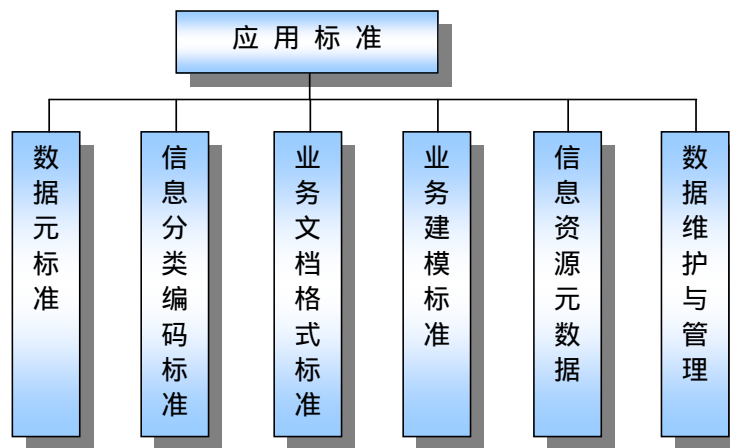 应用标准
数据元标准
信息分类编码标准
业务文档格式标准
业务建模标准
信息资源元数据
数据维护与管理